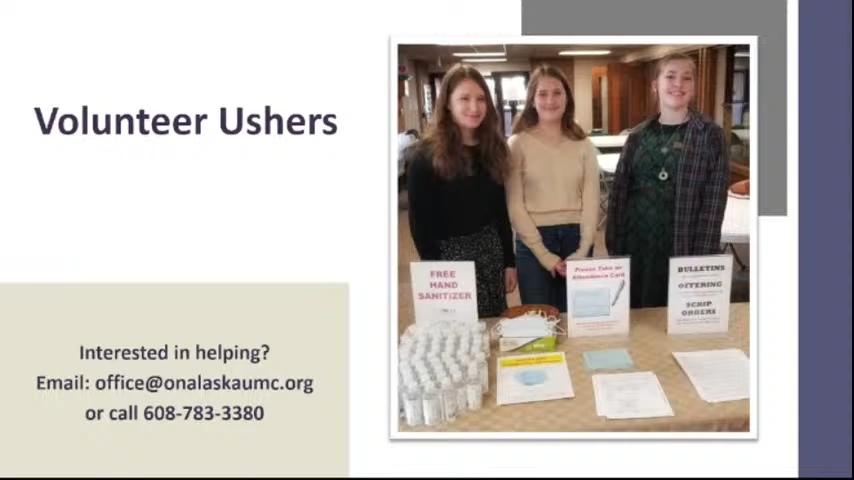 Volunteer Ushers
Interested in helping?
Email: office@onalaskaumc.org
or call 608-783-3380
FREE
HAND
SANITIZER
Please Take an
Attendance Card
BULLETINS
OFFERING
SCRIP
ORDERS